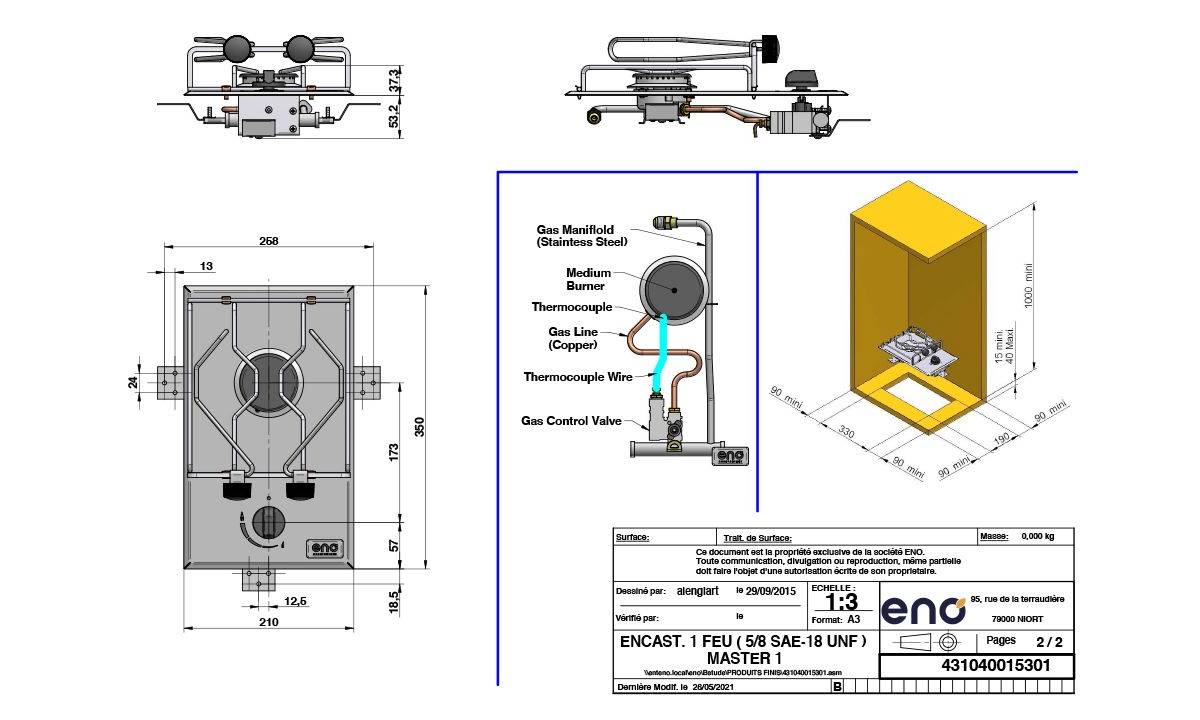 37.3
53.2
258
13
24
350
173
57
18.5
12,5
210
eno
Gas Maniflold
(Staintess Steel)
Medium
Burner
Thermocouple
Gas Line
(Copper)
Thermocouple Wire
Gas Control Valve
eno
1000 mini
15 mini.
40 Maxi.
90 mini
330
90 mini
90 mini
190
90 mini
Surface:
Trait. de Surface:
Masse: 0,000 kg
Ce document est la propriété exclusive de la société ENO.
Toute communication, divulgation ou reproduction, même partielle
doit faire l'objet d'une autorisation écrite de son proprietaire.
Dessiné par: alenglart le 29/09/2015
ECHELLE :
1:3
Format: A3
Vérifié par: le
eno
95, rue de la terraudière
79000 NIORT
ENCAST. 1 FEU ( 5/8 SAE-18 UNF )
MASTER 1
\\enteno.local\eno\Betude\PRODUITS FINIS\431040015301.asm
Pages 2 / 2
431040015301
Dernière Modif. le 26/05/2021
B